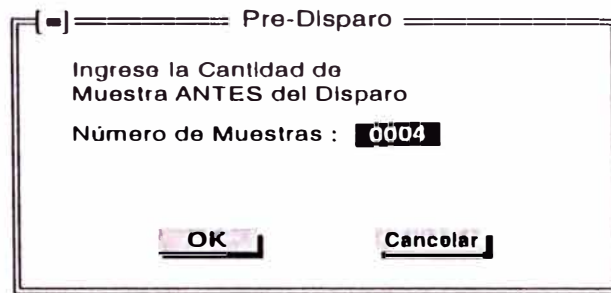 Pre-Disparo
Ingrese la Cantidad de
Muestra ANTES del Disparo
Número de Muestras : 0004
OK Cancelar